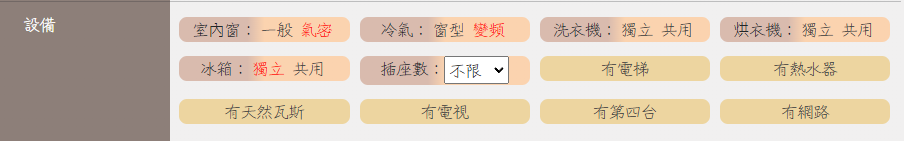 設備
室內窗： 一般 氣密 冷氣： 窗型 變頻 洗衣機： 獨立 共用 烘衣機： 獨立 共用
冰箱： 獨立 共用 插座數： 不限 有電梯 有熱水器
有天然瓦斯 有電視 有第四台 有網路